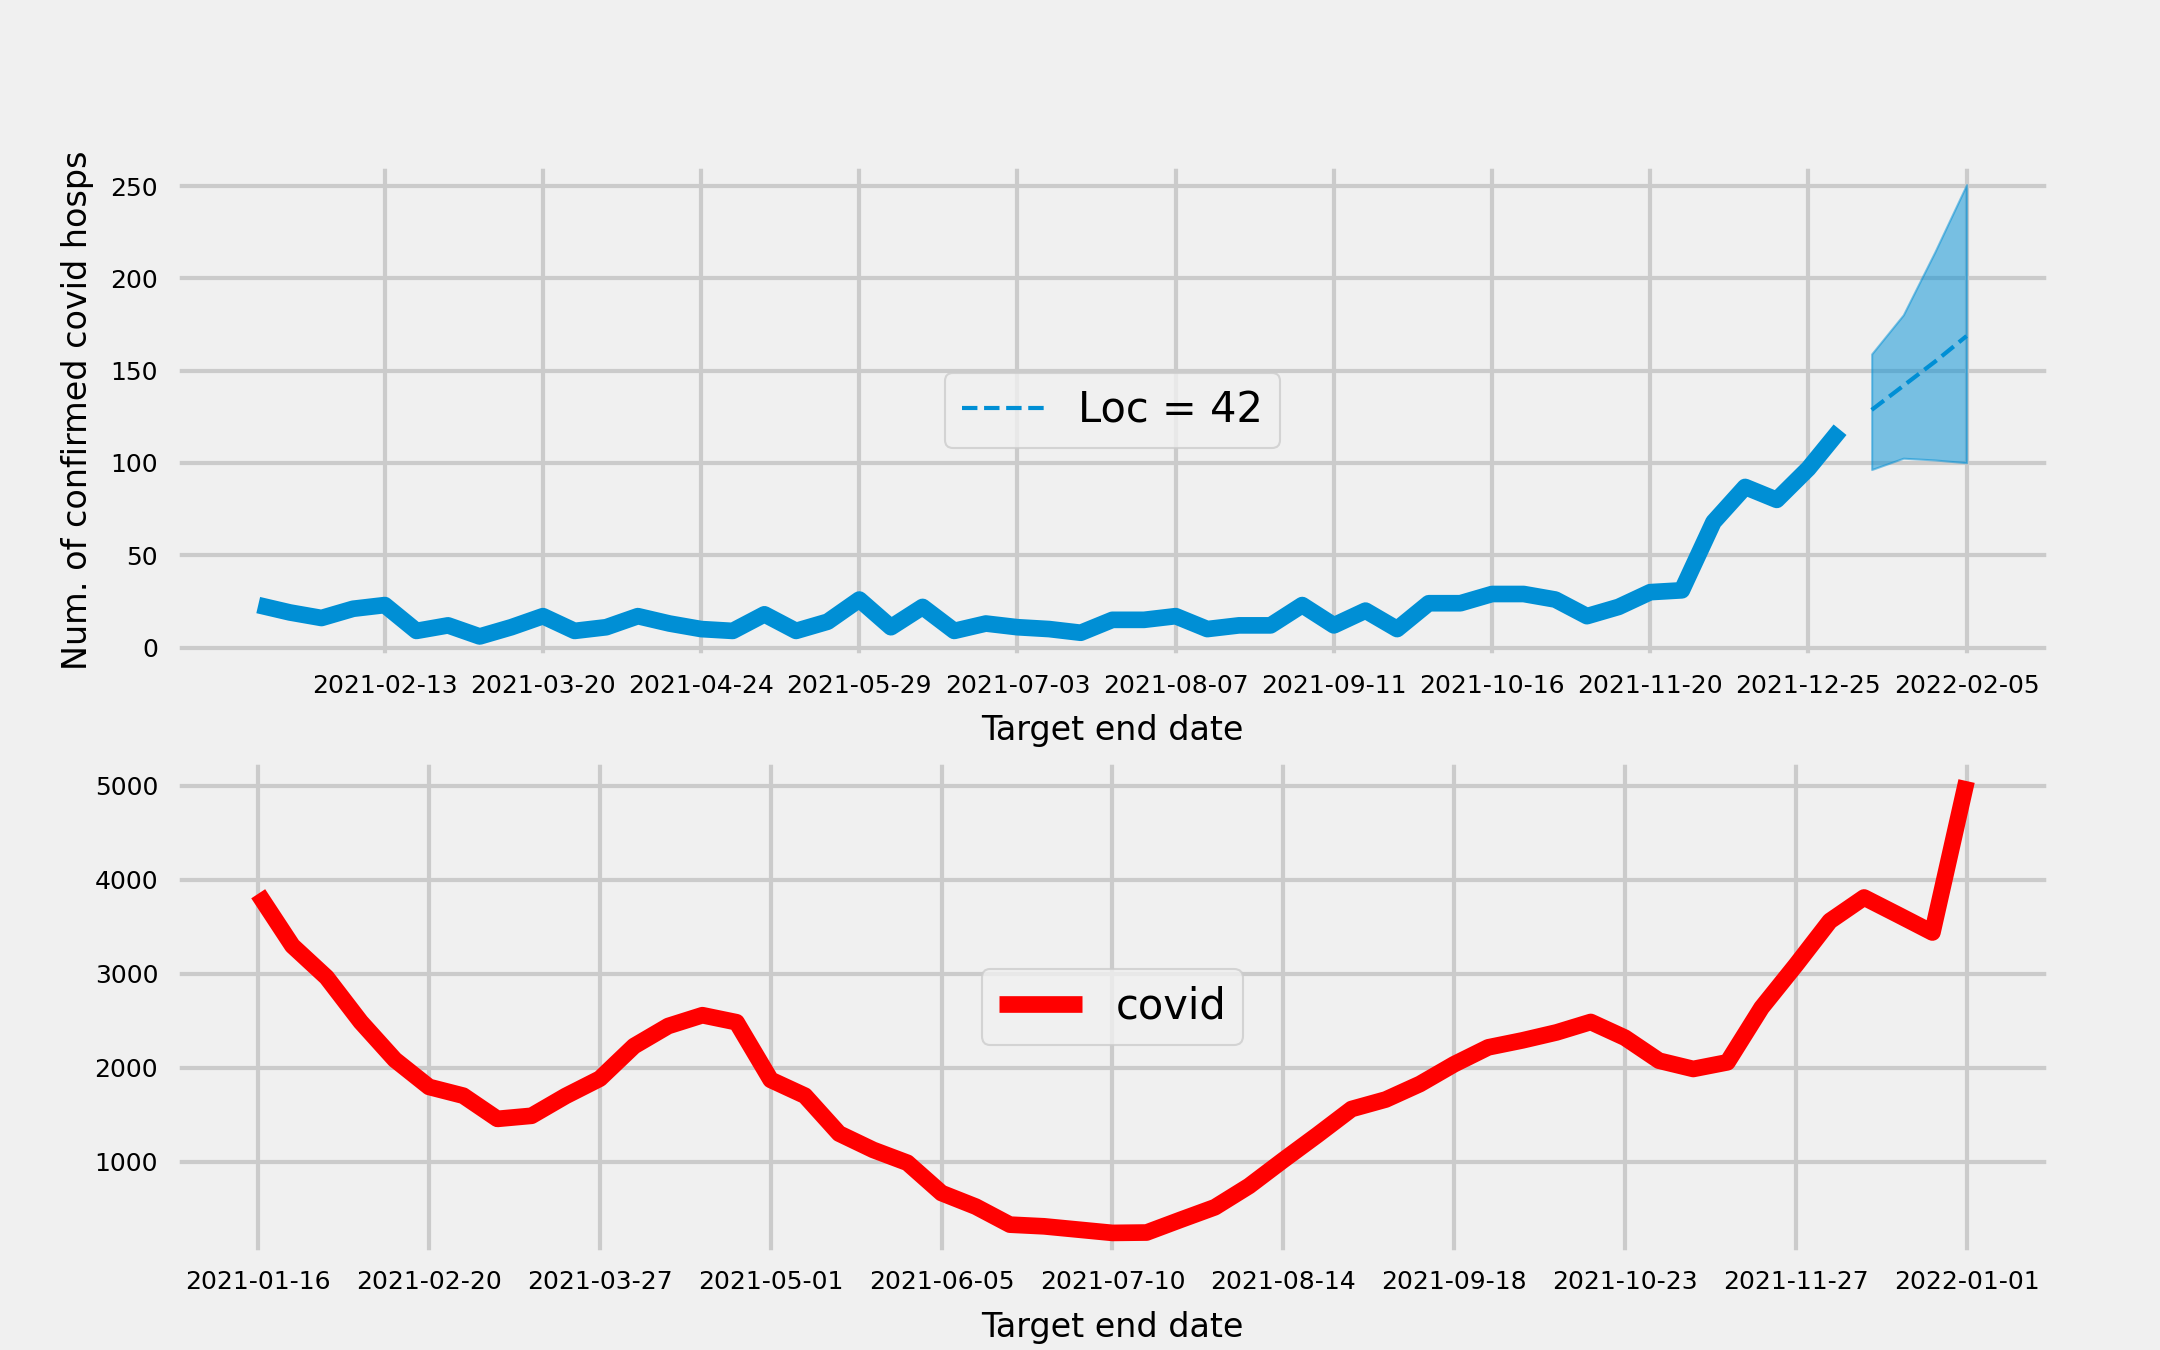 Num. of confirmed covid hosps
250
200
150
100
50
0
Loc = 42
2021-02-13 2021-03-20 2021-04-24 2021-05-29 2021-07-03 2021-08-07 2021-09-11 2021-10-16 2021-11-20 2021-12-25 2022-02-05
Target end date
5000
4000
3000
2000
1000
covid
2021-01-16 2021-02-20 2021-03-27 2021-05-01 2021-06-05 2021-07-10 2021-08-14 2021-09-18 2021-10-23 2021-11-27 2022-01-01
Target end date